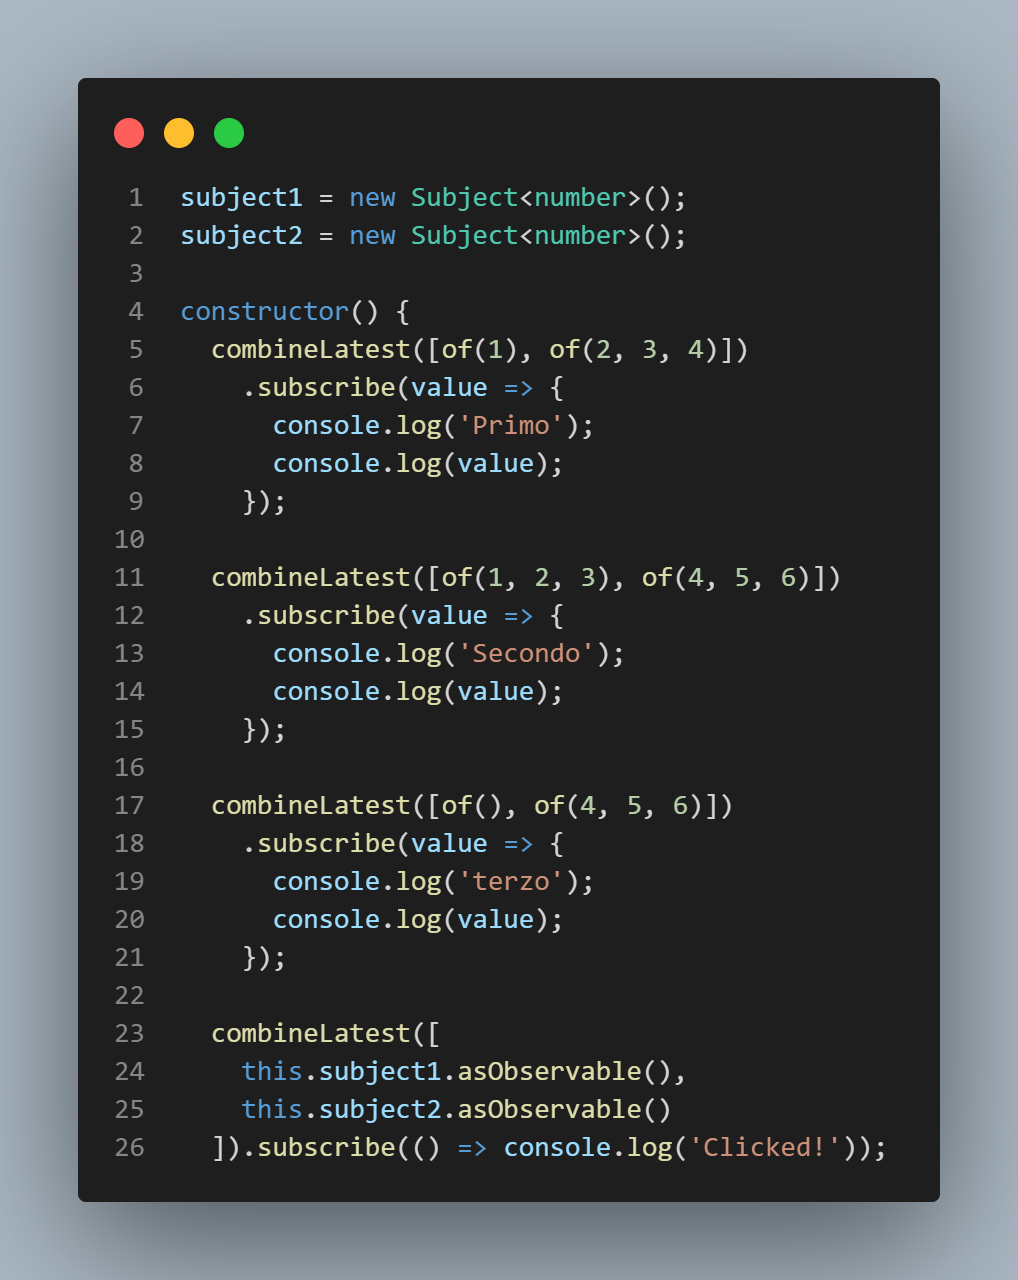 1 subject1 = new Subject<number>();
2 subject2 = new Subject<number>();
3
4 constructor() {
5   combineLatest([of(1), of(2, 3, 4)])
6     .subscribe(value => {
7       console.log('Primo');
8       console.log(value);
9     });
10
11   combineLatest([of(1, 2, 3), of(4, 5, 6)])
12     .subscribe(value => {
13       console.log('Secondo');
14       console.log(value);
15     });
16
17   combineLatest([of(), of(4, 5, 6)])
18     .subscribe(value => {
19       console.log('terzo');
20       console.log(value);
21     });
22
23   combineLatest([
24     this.subject1.asObservable(),
25     this.subject2.asObservable()
26   ]).subscribe(() => console.log('Clicked!'));